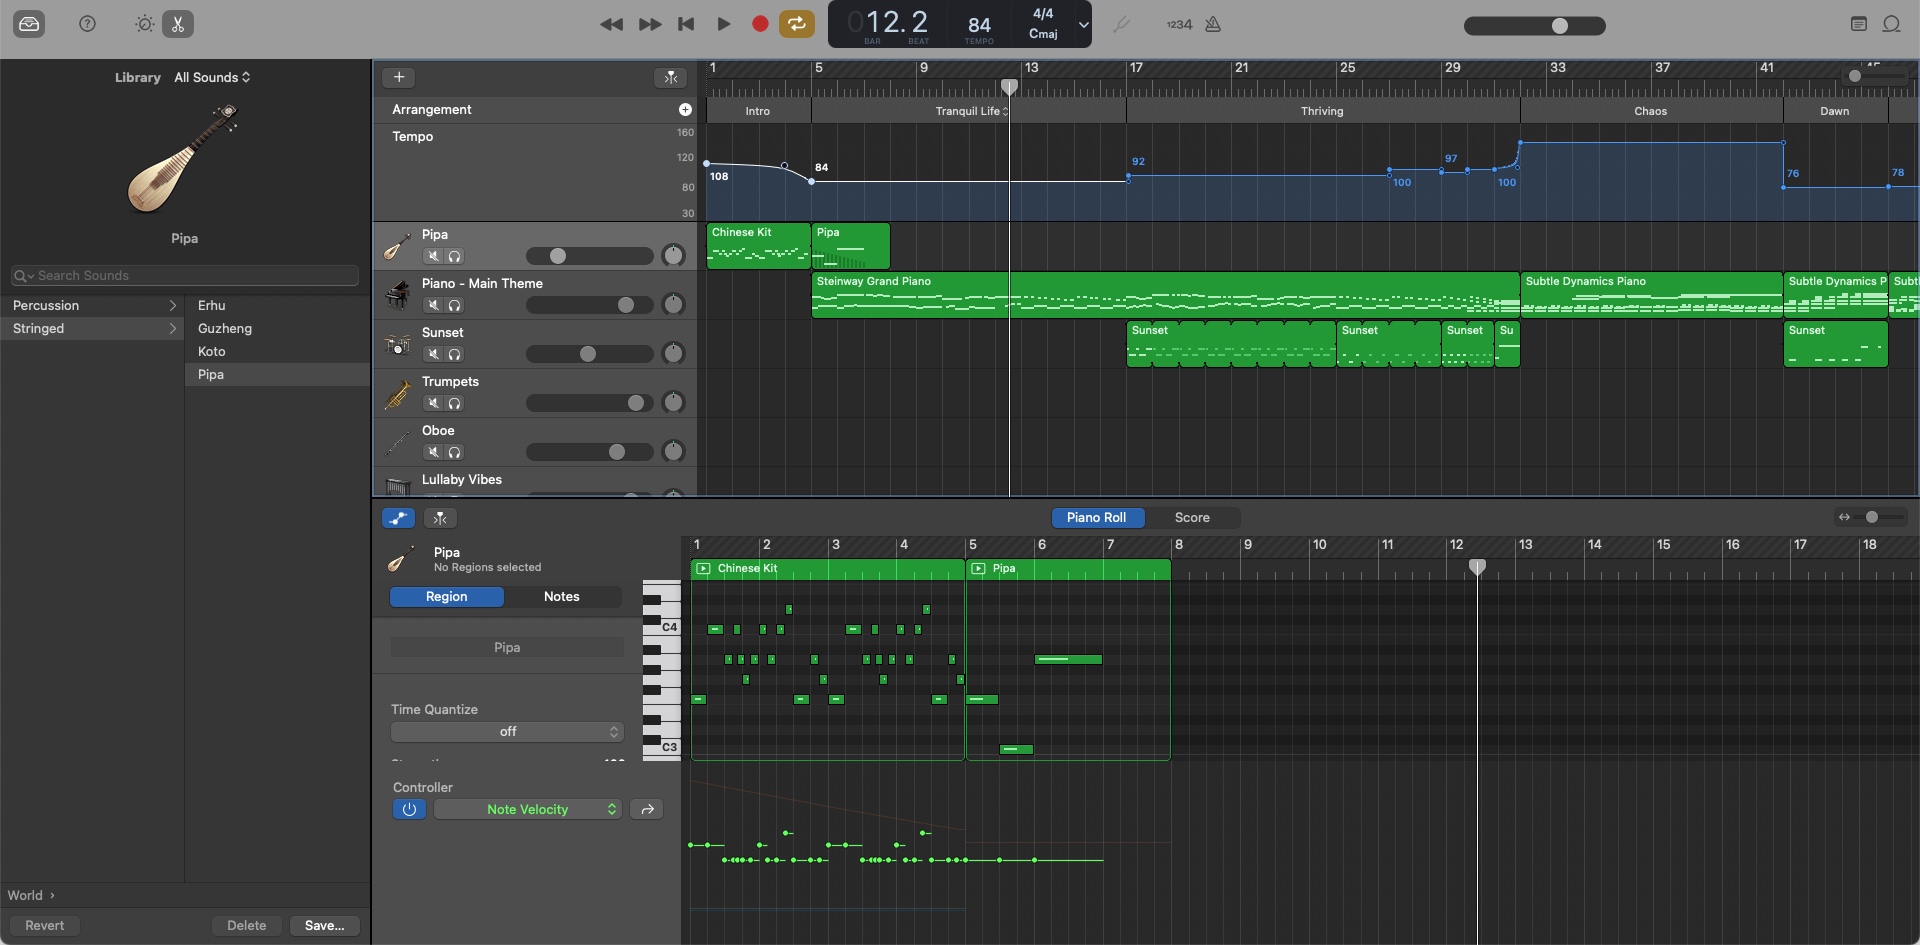 012.2
BAR BEAT
84
TEMPO
4/4
Cmaj
1234
Library All Sounds
Pipa
Search Sounds
Percussion
Stringed
Erhu
Guzheng
Koto
Pipa
World
Revert Delete Save...
1 5 9 13 17 21 25 29 33 37 41
Arrangement
Intro Tranquil Life Thriving Chaos Dawn
Tempo
160
120
80
30
108 84 92 100 97 100 76 78
Pipa
Chinese Kit Pipa
Piano - Main Theme
Steinway Grand Piano Subtle Dynamics Piano Subtle Dynamics P Subtl
Sunset
Sunset Sunset Sunset Su Sunset
Trumpets
Oboe
Lullaby Vibes
Piano Roll Score
1 2 3 4 5 6 7 8 9 10 11 12 13 14 15 16 17 18
Pipa
No Regions selected
Chinese Kit Pipa
Region Notes
Pipa
C4
C3
Time Quantize
off
Controller
Note Velocity